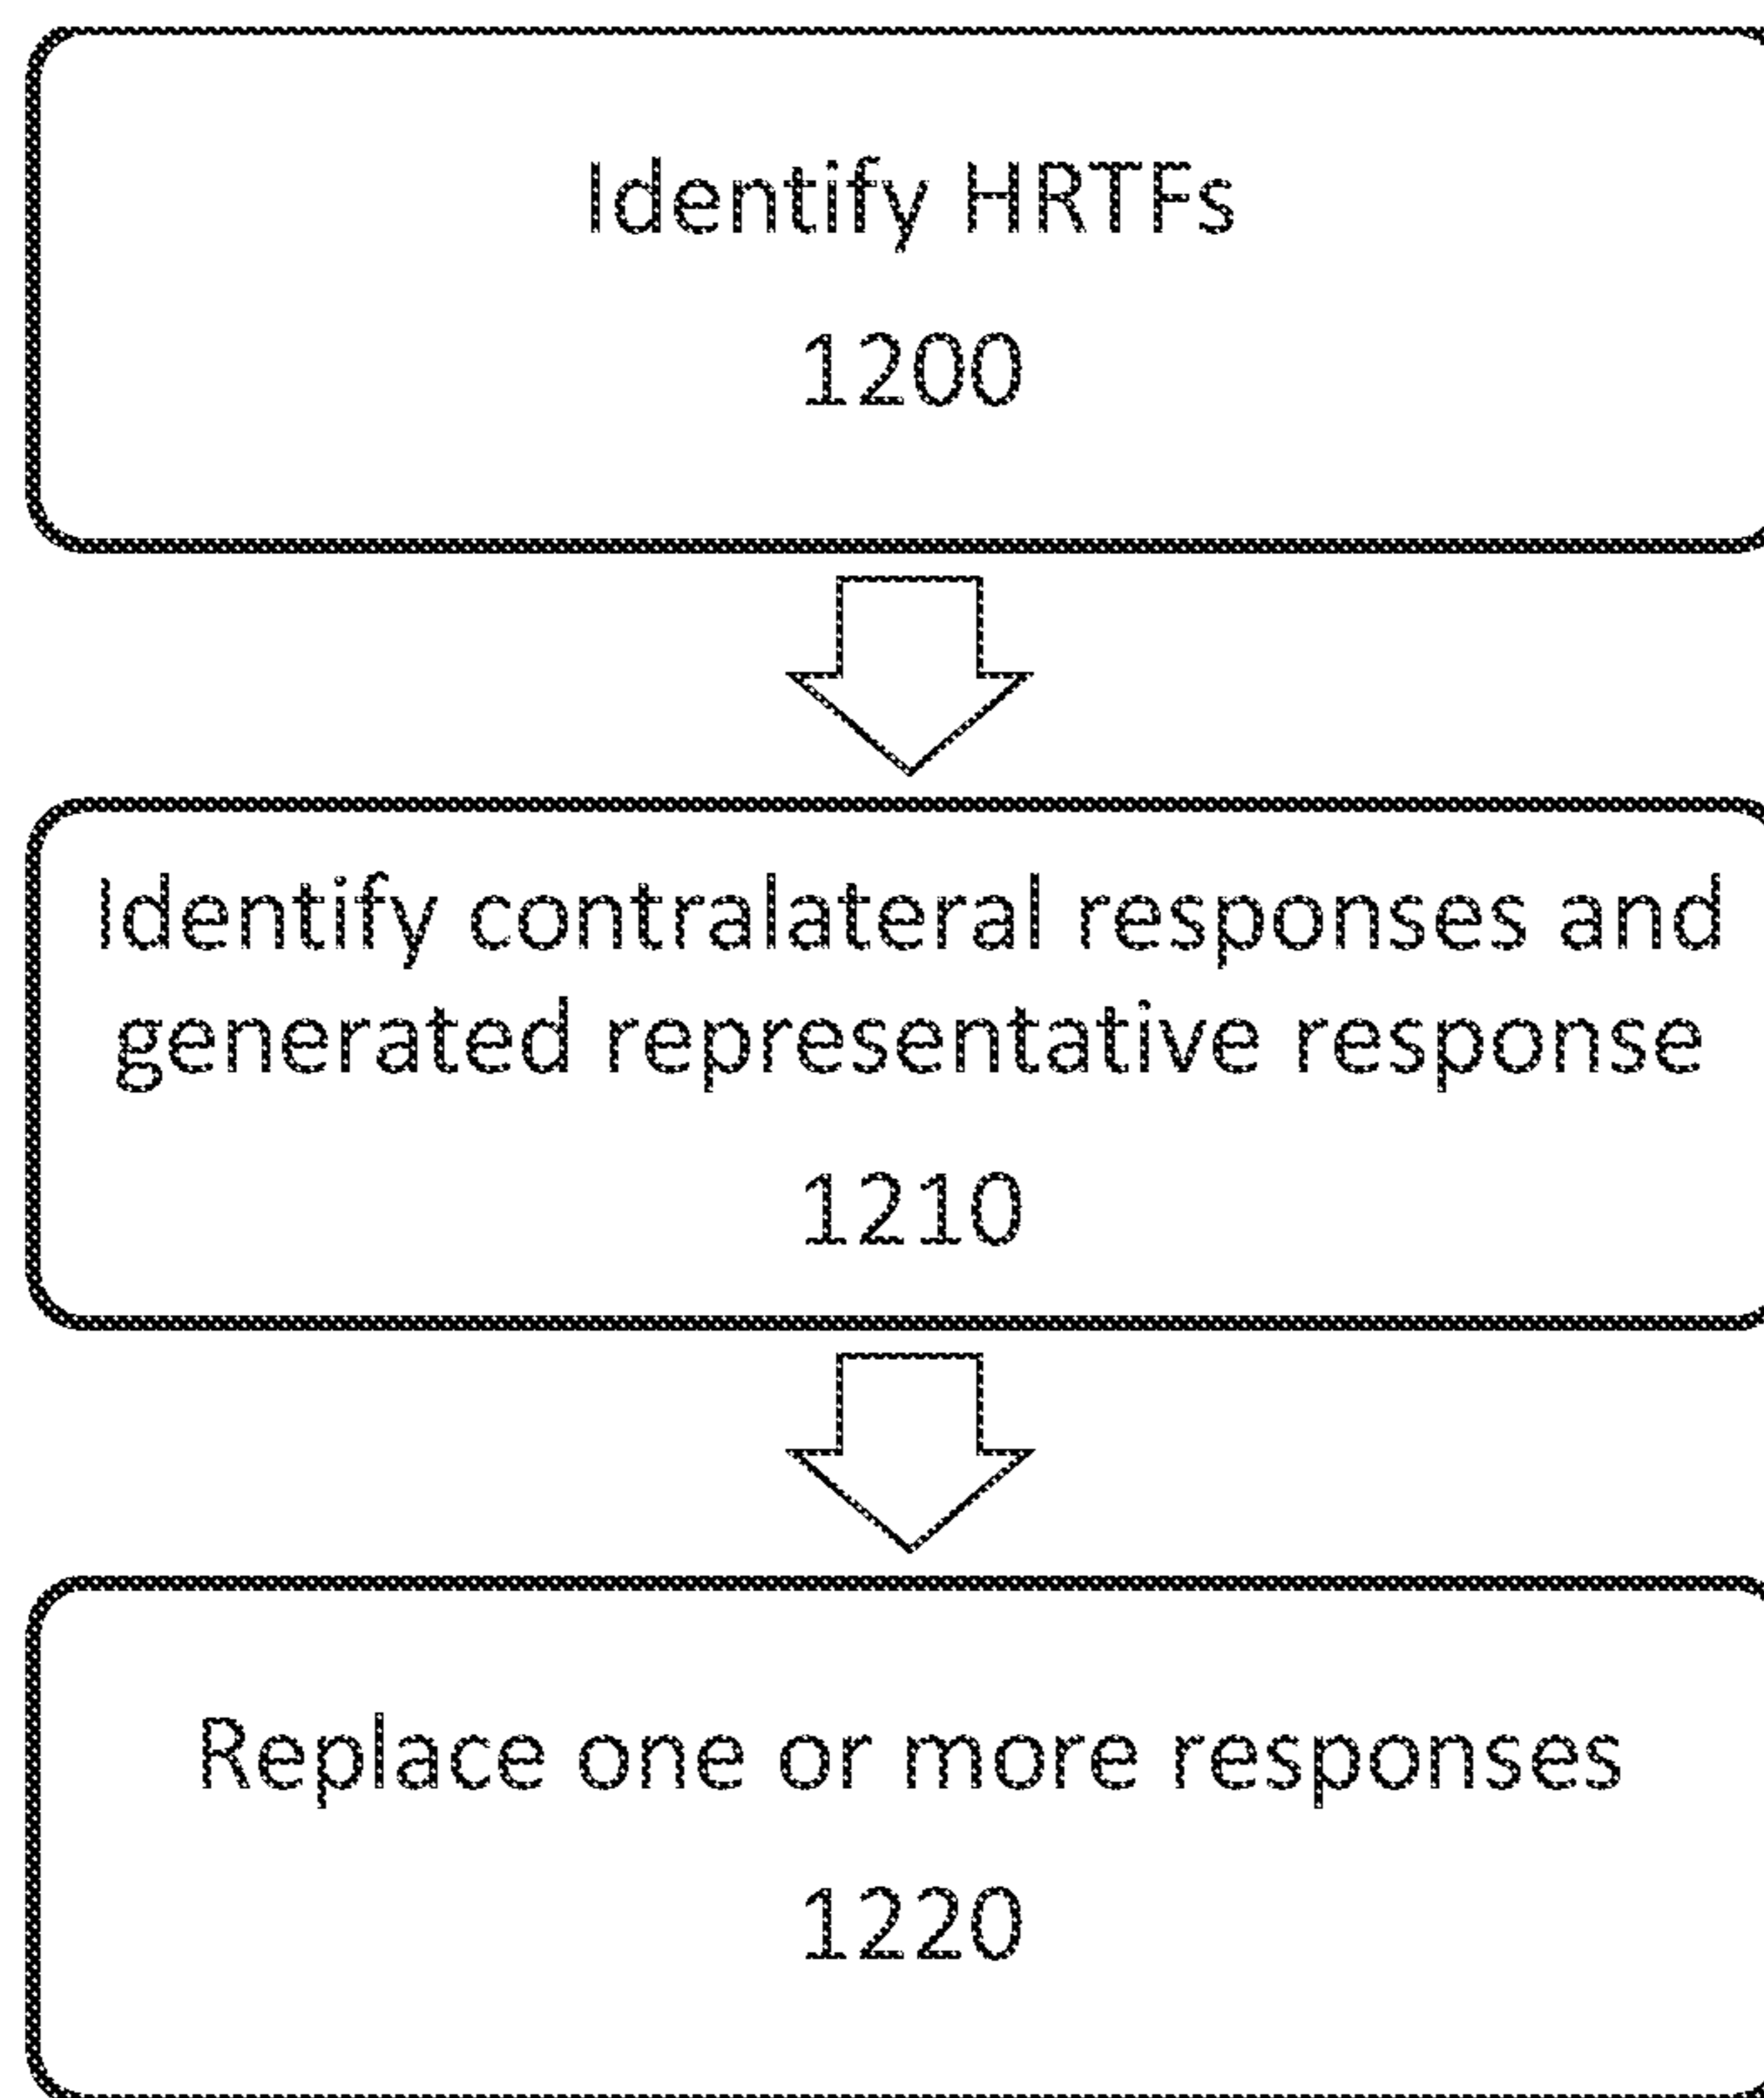 Identify HRTFs
1200
Identify contralateral responses and
generated representative response
1210
Replace one or more responses
1220